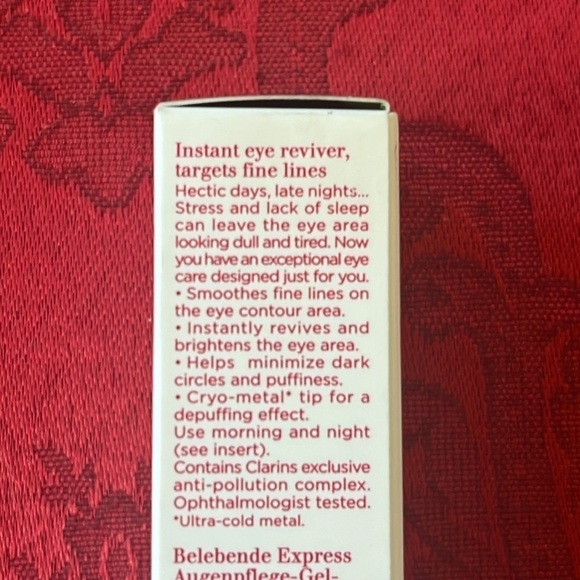 Instant eye reviver,
targets fine lines
Hectic days, late nights...
Stress and lack of sleep
can leave the eye area
looking dull and tired. Now
you have an exceptional eye
care designed just for you.
• Smoothes fine lines on
the eye contour area.
• Instantly revives and
brightens the eye area.
• Helps minimize dark
circles and puffiness.
• Cryo-metal* tip for a
depuffing effect.
Use morning and night
(see insert).
Contains Clarins exclusive
anti-pollution complex.
Ophthalmologist tested.
*Ultra-cold metal.
Belebende Express
Augenpflege-Gel-